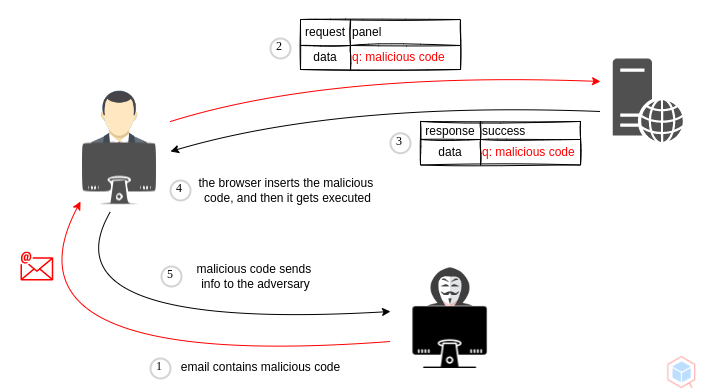 request panel
2
data q: malicious code
response success
3
data q: malicious code
4
the browser inserts the malicious
code, and then it gets executed
@
5
malicious code sends
info to the adversary
1
email contains malicious code